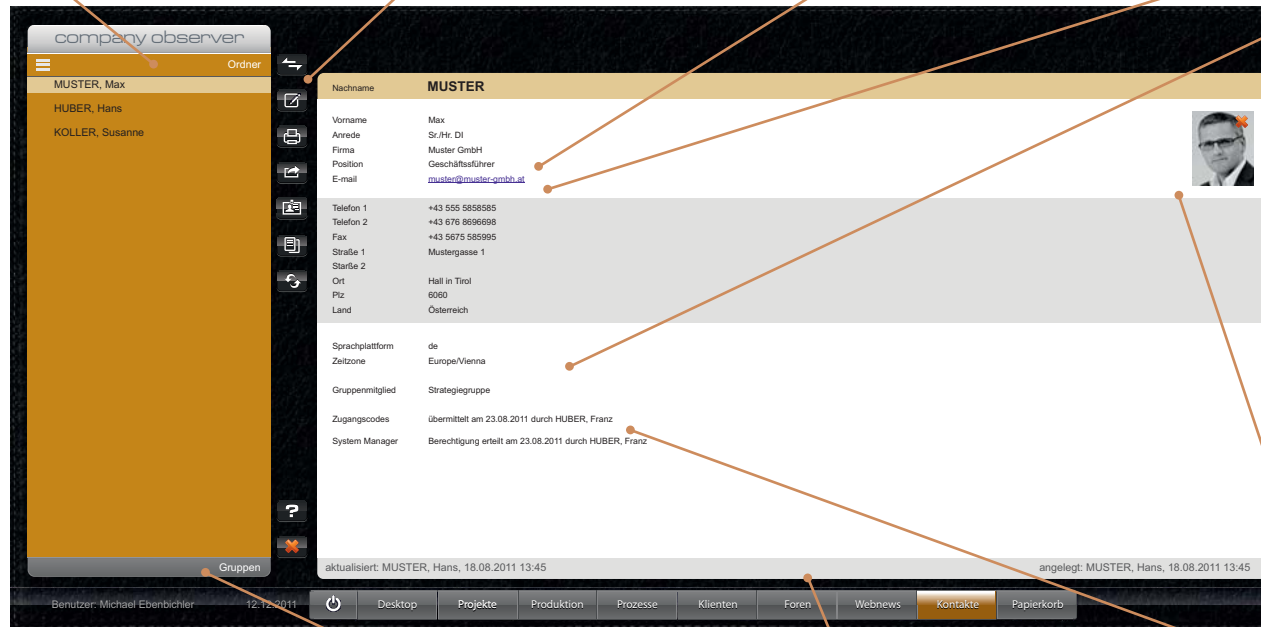 company observer
Ordner
MUSTER, Max
HUBER, Hans
KOLLER, Susanne
Gruppen
Nachname MUSTER
Vorname Max
Anrede Sr./Hr. DI
Firma Muster GmbH
Position Geschäftssführer
E-mail muster@muster-gmbh.at
Telefon 1 +43 555 5858585
Telefon 2 +43 676 8696698
Fax +43 5675 585995
Straße 1 Mustergasse 1
Starße 2
Ort Hall in Tirol
Plz 6060
Land Österreich
Sprachplattform de
Zeitzone Europe/Vienna
Gruppenmitglied Strategiegruppe
Zugangscodes übermittelt am 23.08.2011 durch HUBER, Franz
System Manager Berechtigung erteilt am 23.08.2011 durch HUBER, Franz
?
aktualisiert: MUSTER, Hans, 18.08.2011 13:45 angelegt: MUSTER, Hans, 18.08.2011 13:45
Benutzer: Michael Ebenbichler 12.12.2011 Desktop Projekte Produktion Prozesse Klienten Foren Webnews Kontakte Papierkorb